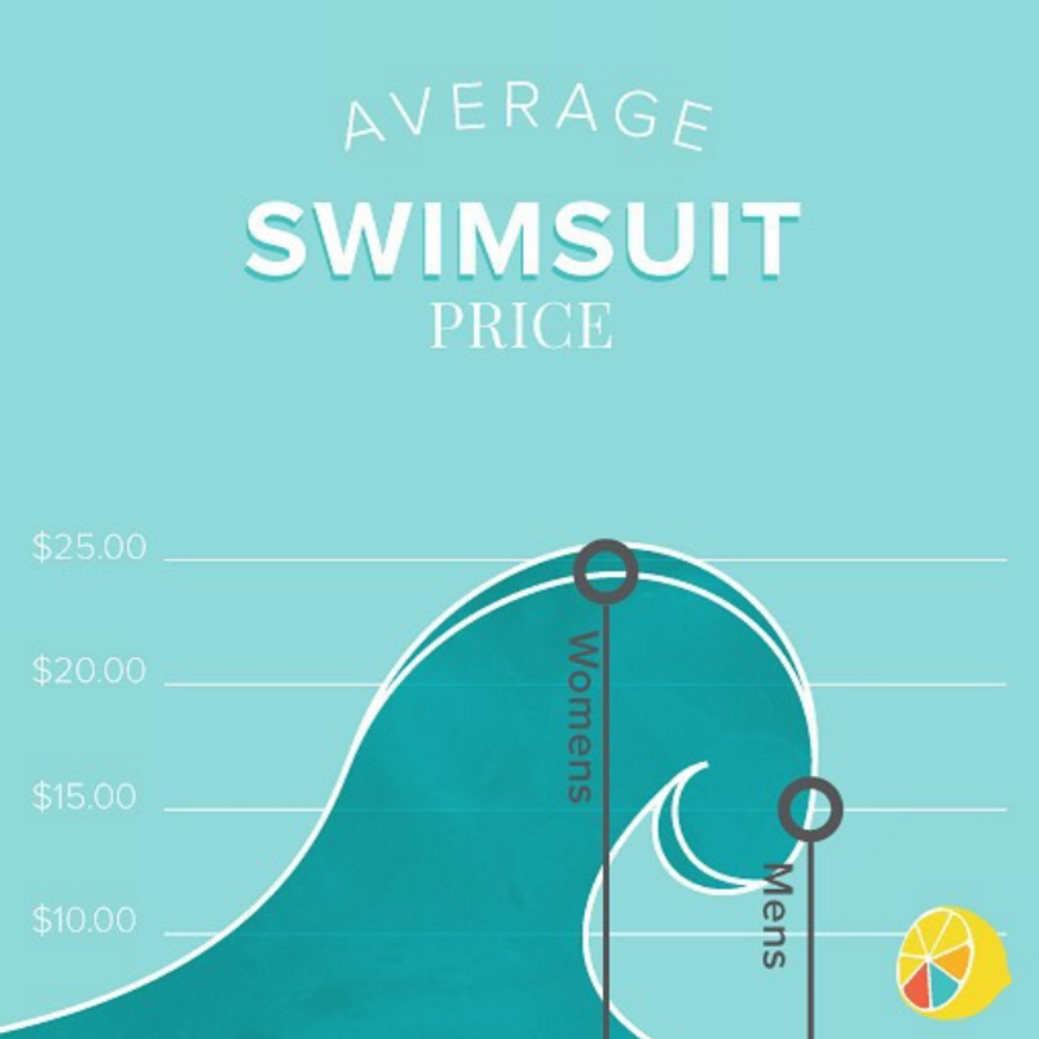 AVERAGE
SWIMSUIT
PRICE
$25.00
Womens
$20.00
$15.00
Mens
$10.00